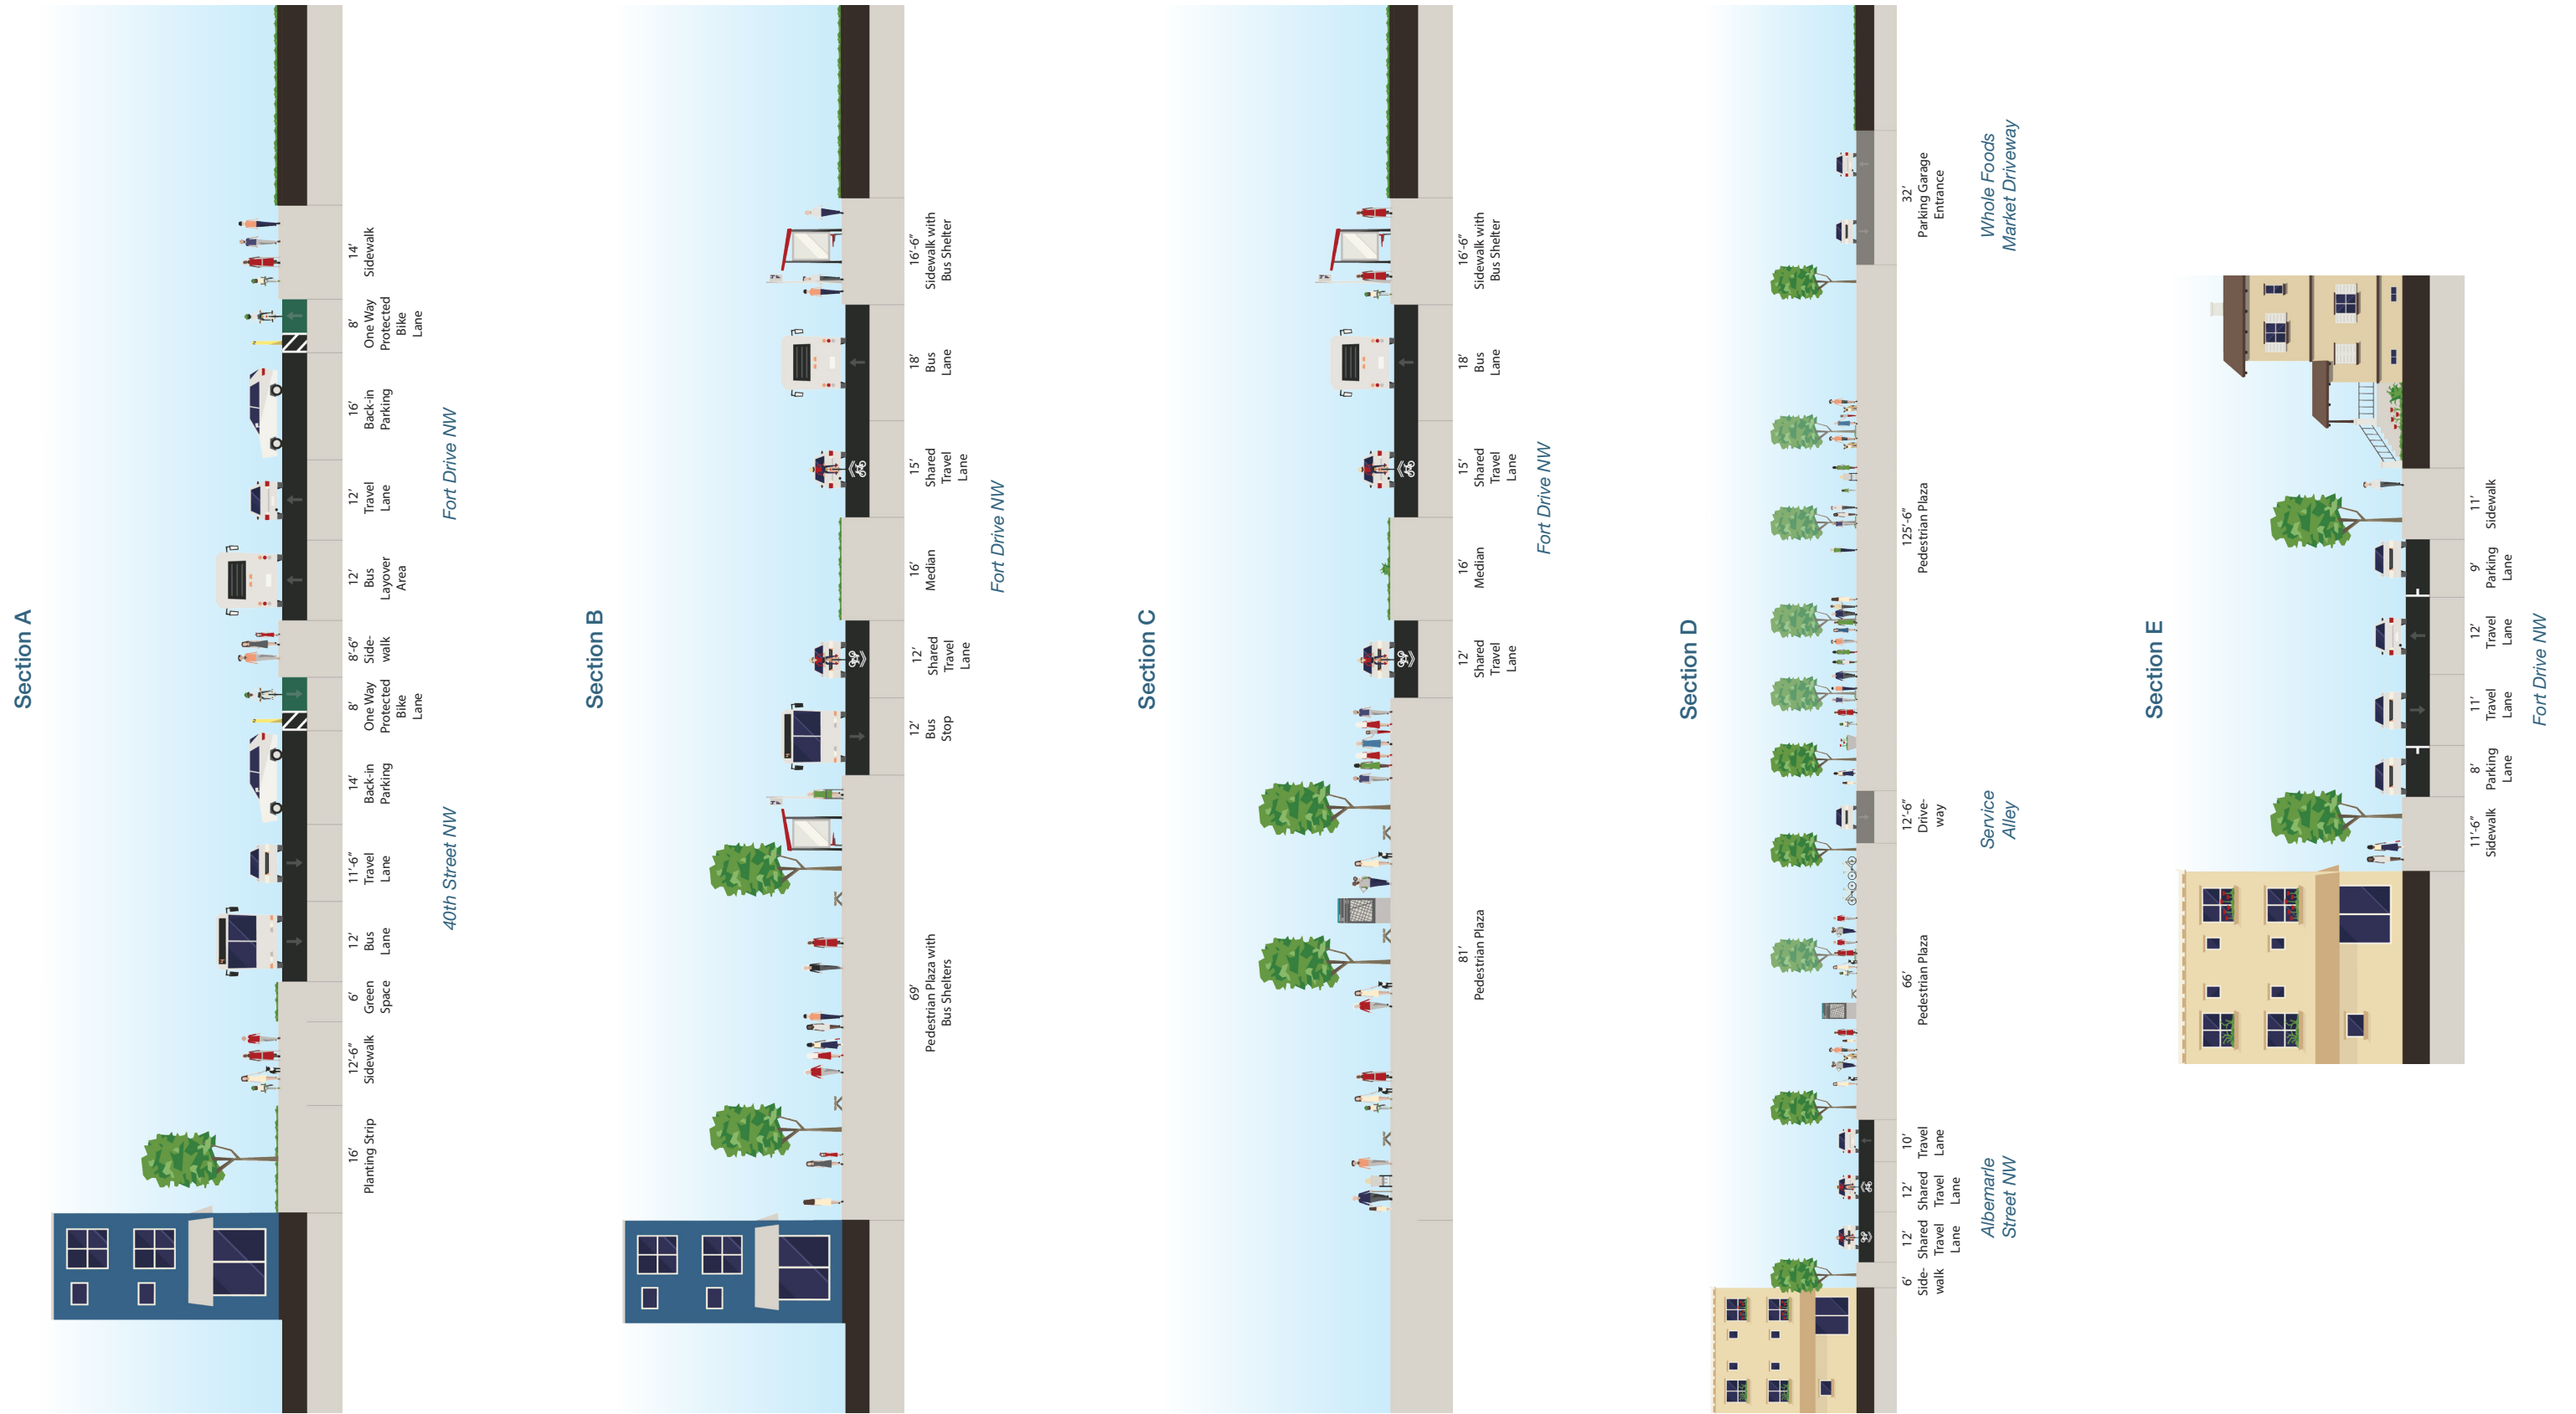 Section A
16'
Planting Strip
12'-6"
Sidewalk
6'
Green
Space
12'
Bus
Lane
11'-6"
Travel
Lane
14'
Back-in
Parking
8'
One Way
Protected
Bike
Lane
8'-6"
Side-
walk
12'
Bus
Layover
Area
12'
Travel
Lane
16'
Back-in
Parking
8'
One Way
Protected
Bike
Lane
14'
Sidewalk
40th Street NW
Fort Drive NW
Section B
69'
Pedestrian Plaza with
Bus Shelters
12'
Bus
Stop
12'
Shared
Travel
Lane
16'
Median
15'
Shared
Travel
Lane
18'
Bus
Lane
16'-6"
Sidewalk with
Bus Shelter
Fort Drive NW
Section C
81'
Pedestrian Plaza
12'
Shared
Travel
Lane
16'
Median
15'
Shared
Travel
Lane
18'
Bus
Lane
16'-6"
Sidewalk with
Bus Shelter
Fort Drive NW
Section D
6'
Side-
walk
12'
Shared
Travel
Lane
12'
Shared
Travel
Lane
10'
Travel
Lane
66'
Pedestrian Plaza
12'-6"
Drive-
way
125'-6"
Pedestrian Plaza
32'
Parking Garage
Entrance
Albemarle
Street NW
Service
Alley
Whole Foods
Market Driveway
Section E
11'-6"
Sidewalk
8'
Parking
Lane
11'
Travel
Lane
12'
Travel
Lane
9'
Parking
Lane
11'
Sidewalk
Fort Drive NW